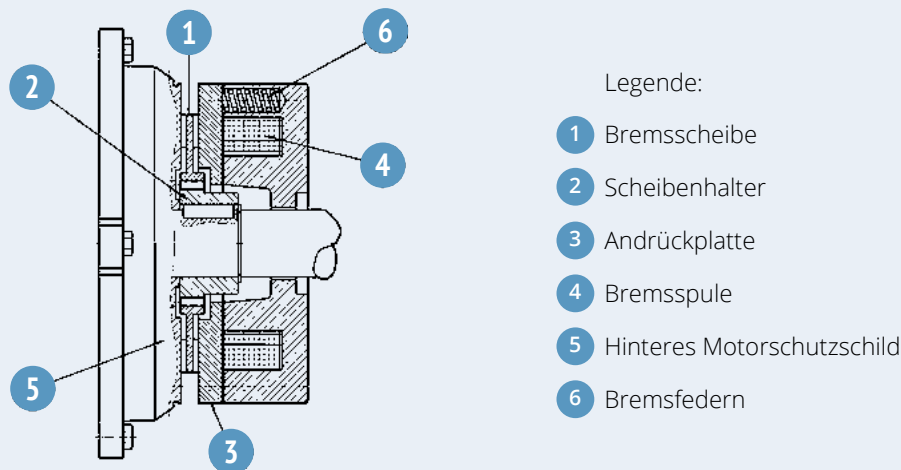 1
6
2
4
5
3
Legende:
1 Bremsscheibe
2 Scheibenhalter
3 Andrückplatte
4 Bremsspule
5 Hinteres Motorschutzschild
6 Bremsfedern